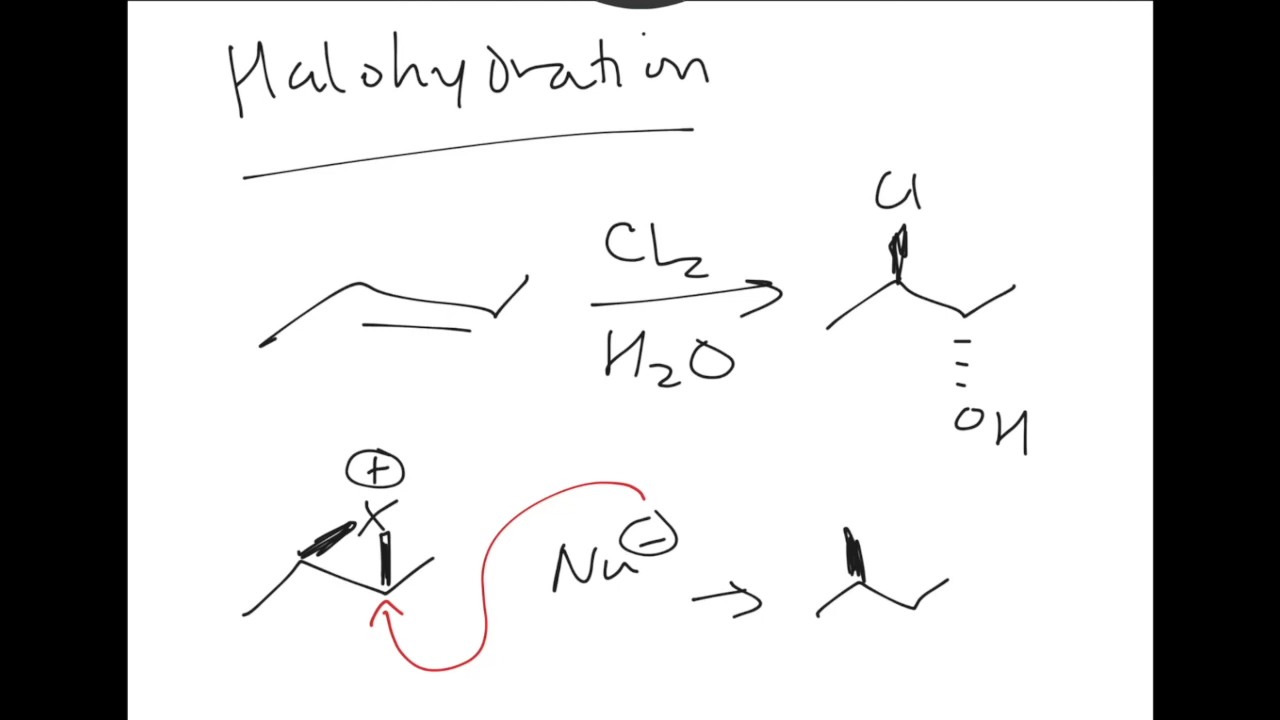 Halohydration
Cl
Cl₂
H₂O
OH
+
X
Nu⊖